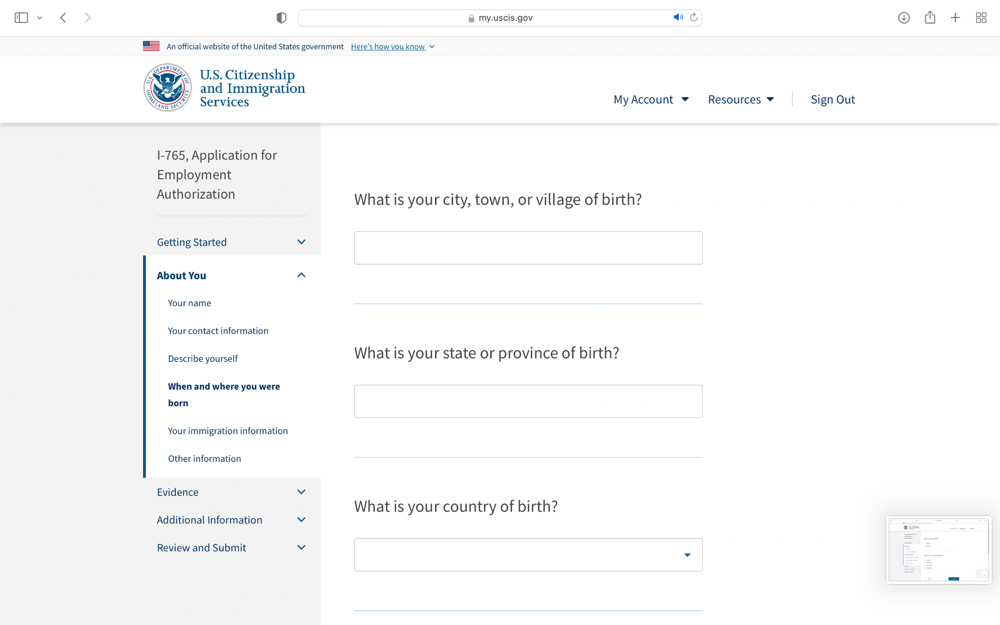 my.uscis.gov
An official website of the United States government Here's how you know
U.S. DEPARTMENT OF HOMELAND SECURITY
U.S. Citizenship
and Immigration
Services
My Account Resources Sign Out
I-765, Application for
Employment
Authorization
Getting Started
About You
Your name
Your contact information
Describe yourself
When and where you were
born
Your immigration information
Other information
Evidence
Additional Information
Review and Submit
What is your city, town, or village of birth?
What is your state or province of birth?
What is your country of birth?